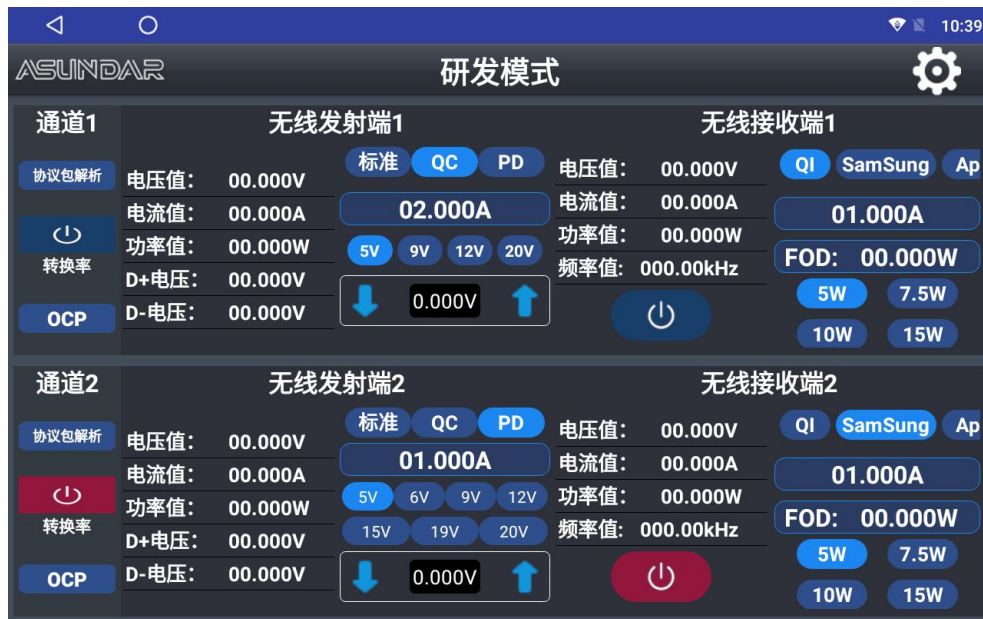 10:39
ASUNDAR
研发模式
通道1
协议包解析
转换率
OCP
无线发射端1
电压值: 00.000V
电流值: 00.000A
功率值: 00.000W
D+电压: 00.000V
D-电压: 00.000V
标准 QC PD
02.000A
5V 9V 12V 20V
0.000V
无线接收端1
电压值: 00.000V
电流值: 00.000A
功率值: 00.000W
频率值: 000.00kHz
QI SamSung Ap
01.000A
FOD: 00.000W
5W 7.5W
10W 15W
通道2
协议包解析
转换率
OCP
无线发射端2
电压值: 00.000V
电流值: 00.000A
功率值: 00.000W
D+电压: 00.000V
D-电压: 00.000V
标准 QC PD
01.000A
5V 6V 9V 12V
15V 19V 20V
0.000V
无线接收端2
电压值: 00.000V
电流值: 00.000A
功率值: 00.000W
频率值: 000.00kHz
QI SamSung Ap
01.000A
FOD: 00.000W
5W 7.5W
10W 15W